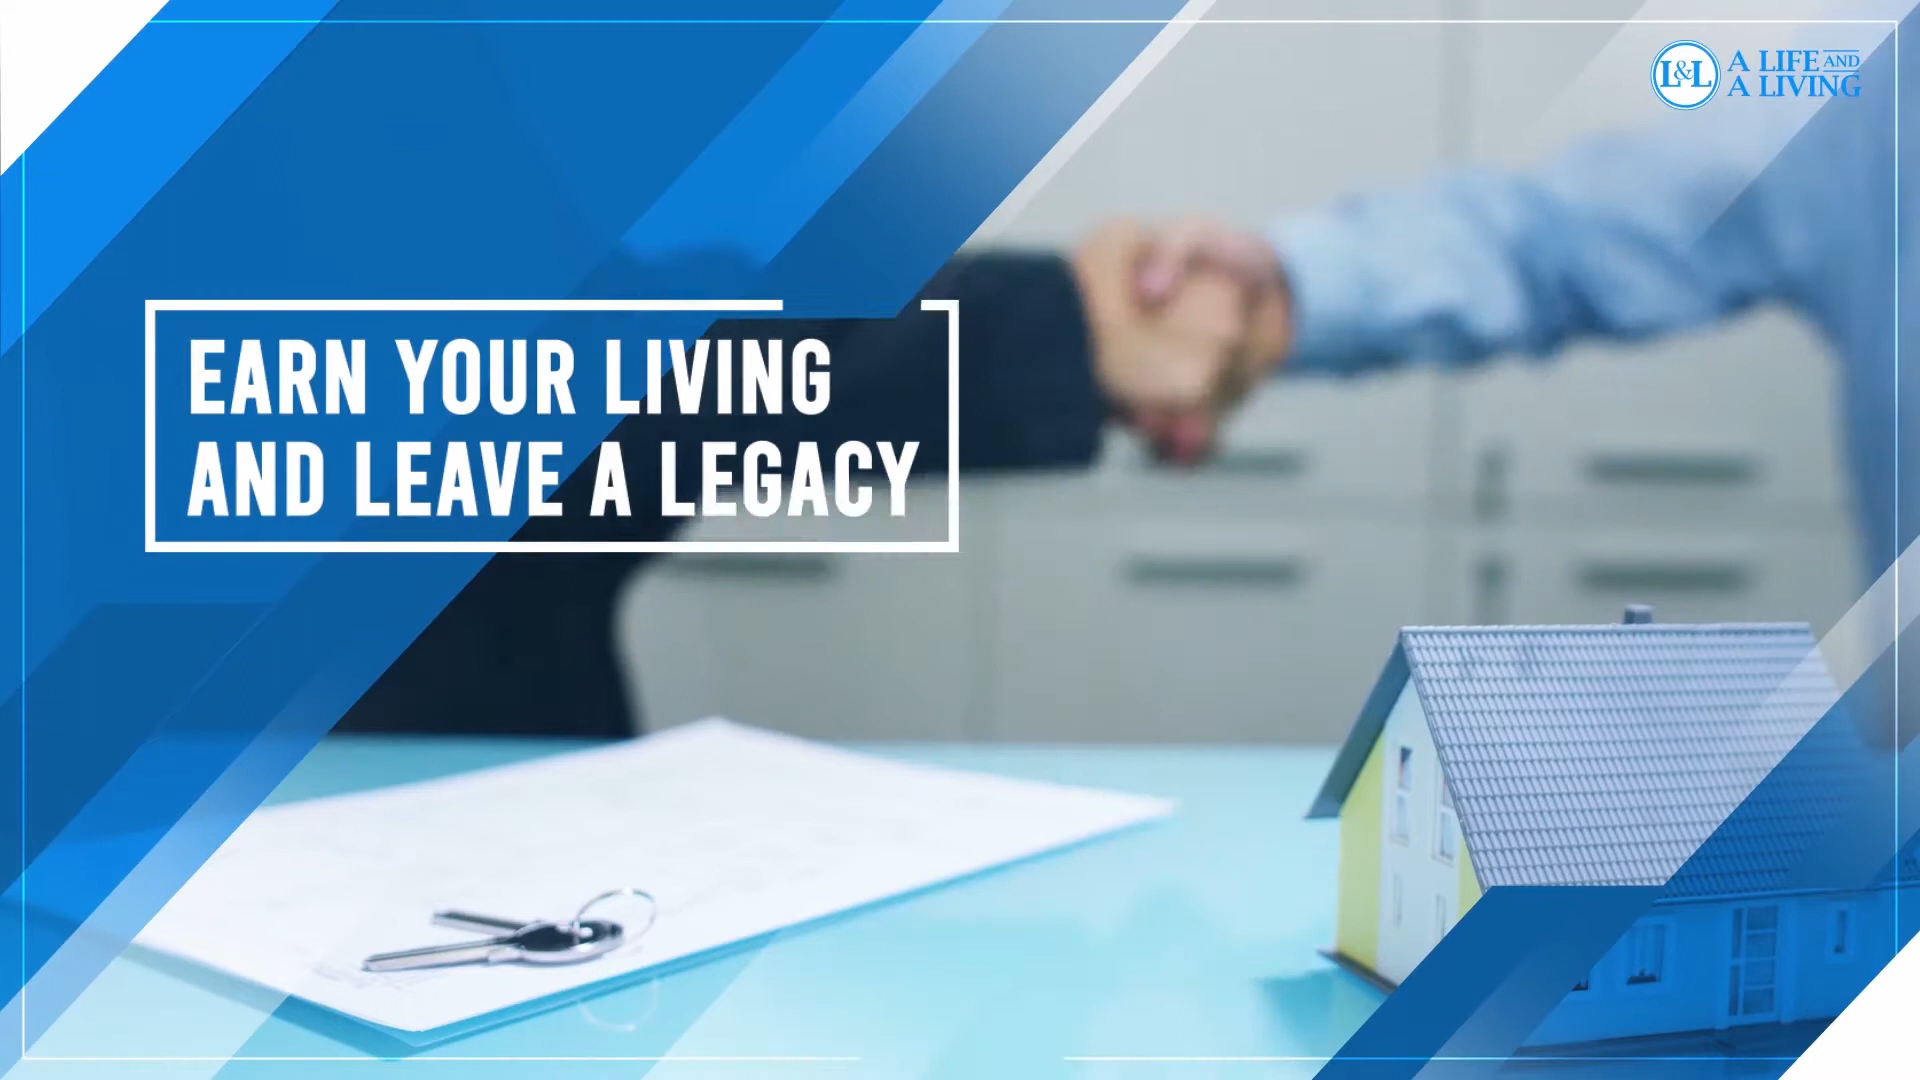 L&L
A LIFE AND
A LIVING
EARN YOUR LIVING
AND LEAVE A LEGACY